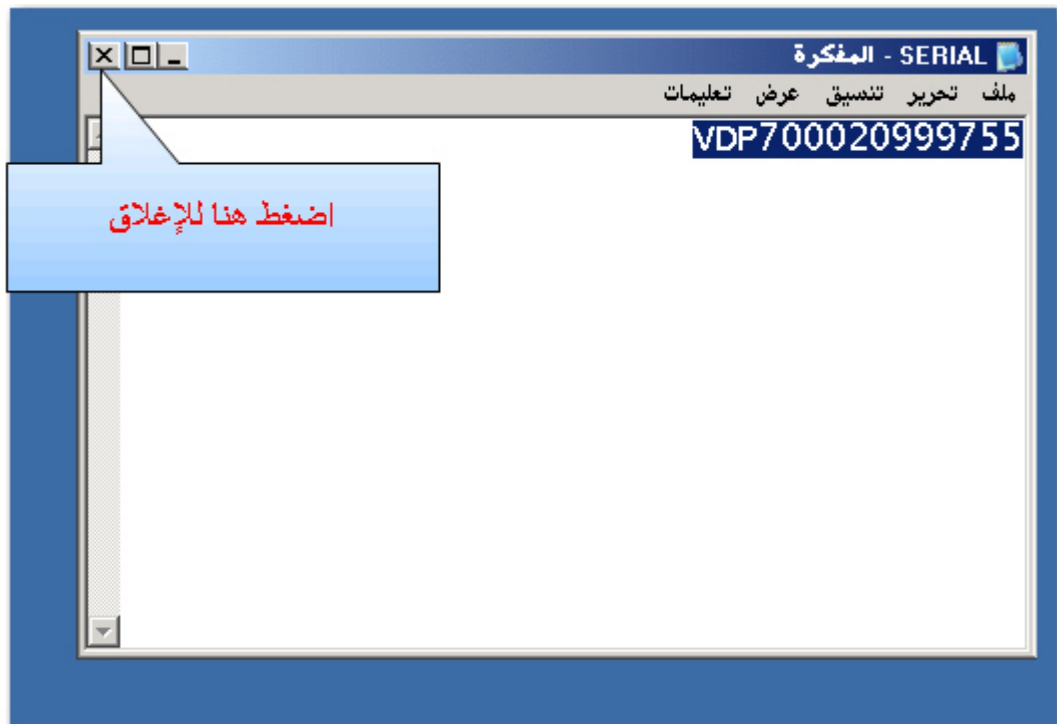 SERIAL - المفكرة
ملف تحرير تنسيق عرض تعليمات
VDP700020999755
اضغط هنا للإغلاق